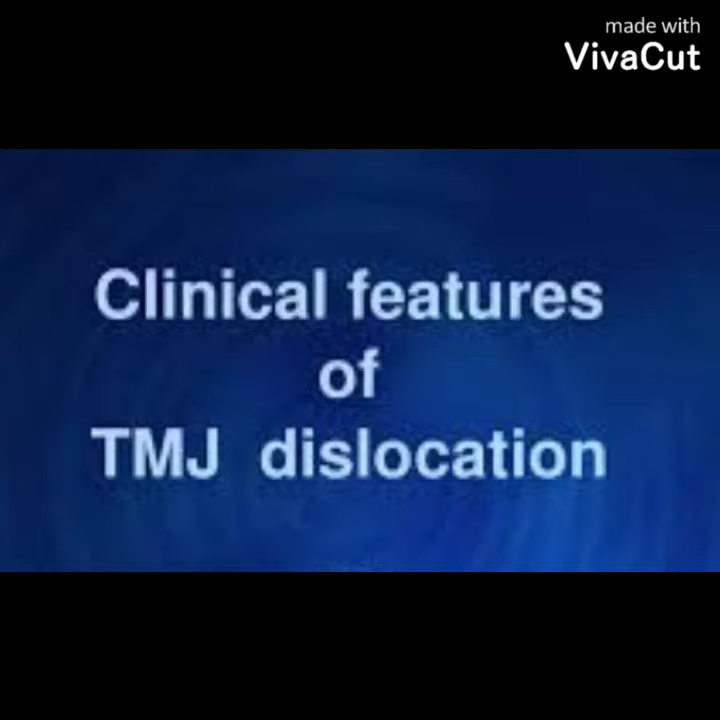 made with
VivaCut
Clinical features
of
TMJ dislocation